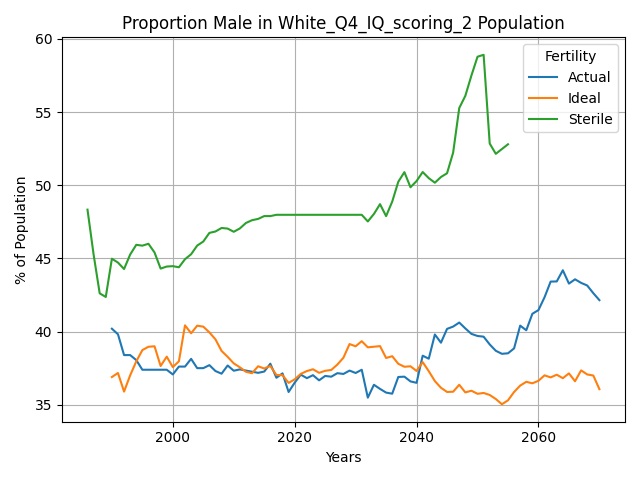 Proportion Male in White_Q4_IQ_scoring_2 Population
60
55
50
45
40
35
% of Population
Fertility
Actual
Ideal
Sterile
2000
2020
2040
2060
Years